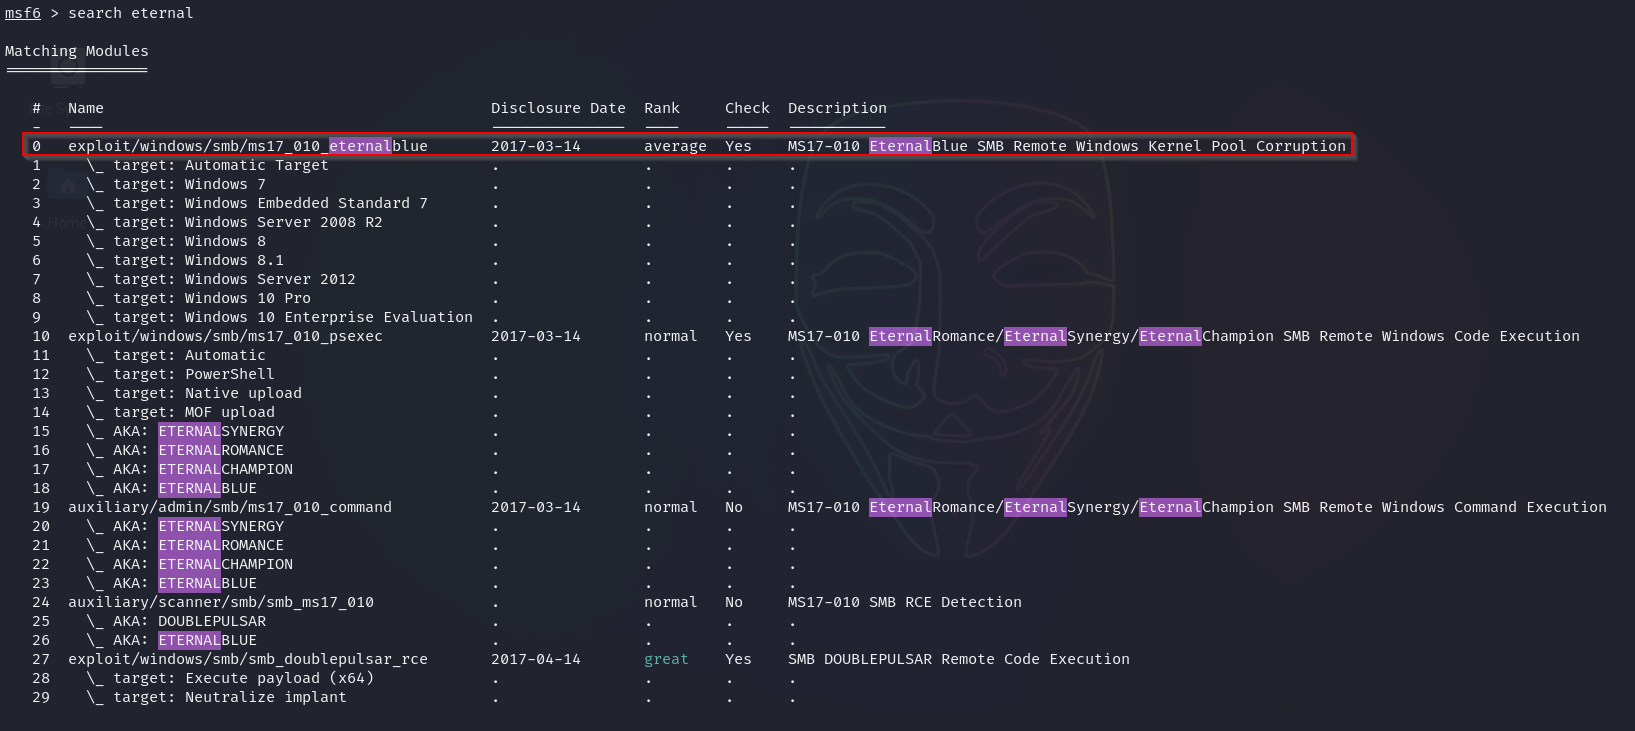 msf6 > search eternal
Matching Modules
================
# Name Disclosure Date Rank Check Description
- ---- --------------- ---- ----- -----------
0 exploit/windows/smb/ms17_010_eternalblue 2017-03-14 average Yes MS17-010 EternalBlue SMB Remote Windows Kernel Pool Corruption
1 \_ target: Automatic Target . . . .
2 \_ target: Windows 7 . . . .
3 \_ target: Windows Embedded Standard 7 . . . .
4 \_ target: Windows Server 2008 R2 . . . .
5 \_ target: Windows 8 . . . .
6 \_ target: Windows 8.1 . . . .
7 \_ target: Windows Server 2012 . . . .
8 \_ target: Windows 10 Pro . . . .
9 \_ target: Windows 10 Enterprise Evaluation . . . .
10 exploit/windows/smb/ms17_010_psexec 2017-03-14 normal Yes MS17-010 EternalRomance/EternalSynergy/EternalChampion SMB Remote Windows Code Execution
11 \_ target: Automatic . . . .
12 \_ target: PowerShell . . . .
13 \_ target: Native upload . . . .
14 \_ target: MOF upload . . . .
15 \_ AKA: ETERNALSYNERGY . . . .
16 \_ AKA: ETERNALROMANCE . . . .
17 \_ AKA: ETERNALCHAMPION . . . .
18 \_ AKA: ETERNALBLUE . . . .
19 auxiliary/admin/smb/ms17_010_command 2017-03-14 normal No MS17-010 EternalRomance/EternalSynergy/EternalChampion SMB Remote Windows Command Execution
20 \_ AKA: ETERNALSYNERGY . . . .
21 \_ AKA: ETERNALROMANCE . . . .
22 \_ AKA: ETERNALCHAMPION . . . .
23 \_ AKA: ETERNALBLUE . . . .
24 auxiliary/scanner/smb/smb_ms17_010 . normal No MS17-010 SMB RCE Detection
25 \_ AKA: DOUBLEPULSAR . . . .
26 \_ AKA: ETERNALBLUE . . . .
27 exploit/windows/smb/smb_doublepulsar_rce 2017-04-14 great Yes SMB DOUBLEPULSAR Remote Code Execution
28 \_ target: Execute payload (x64) . . . .
29 \_ target: Neutralize implant . . . .
Home